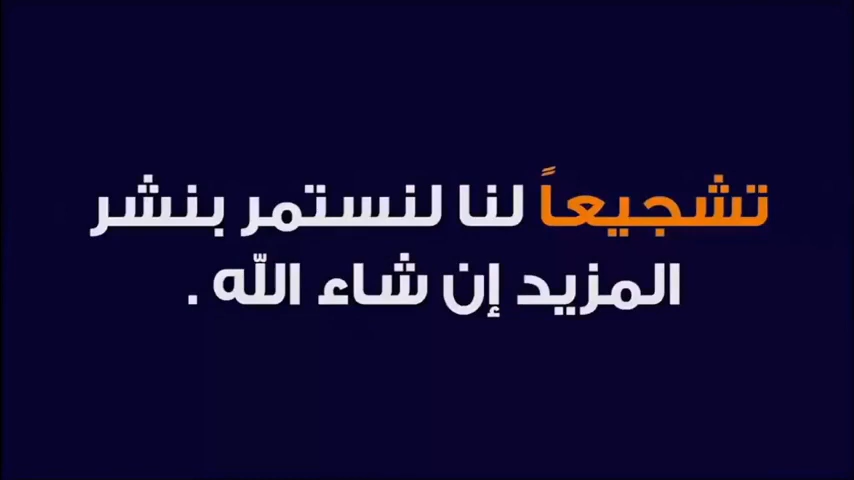 تشجيعاً لنا لنستمر بنشر
المزيد إن شاء الله .